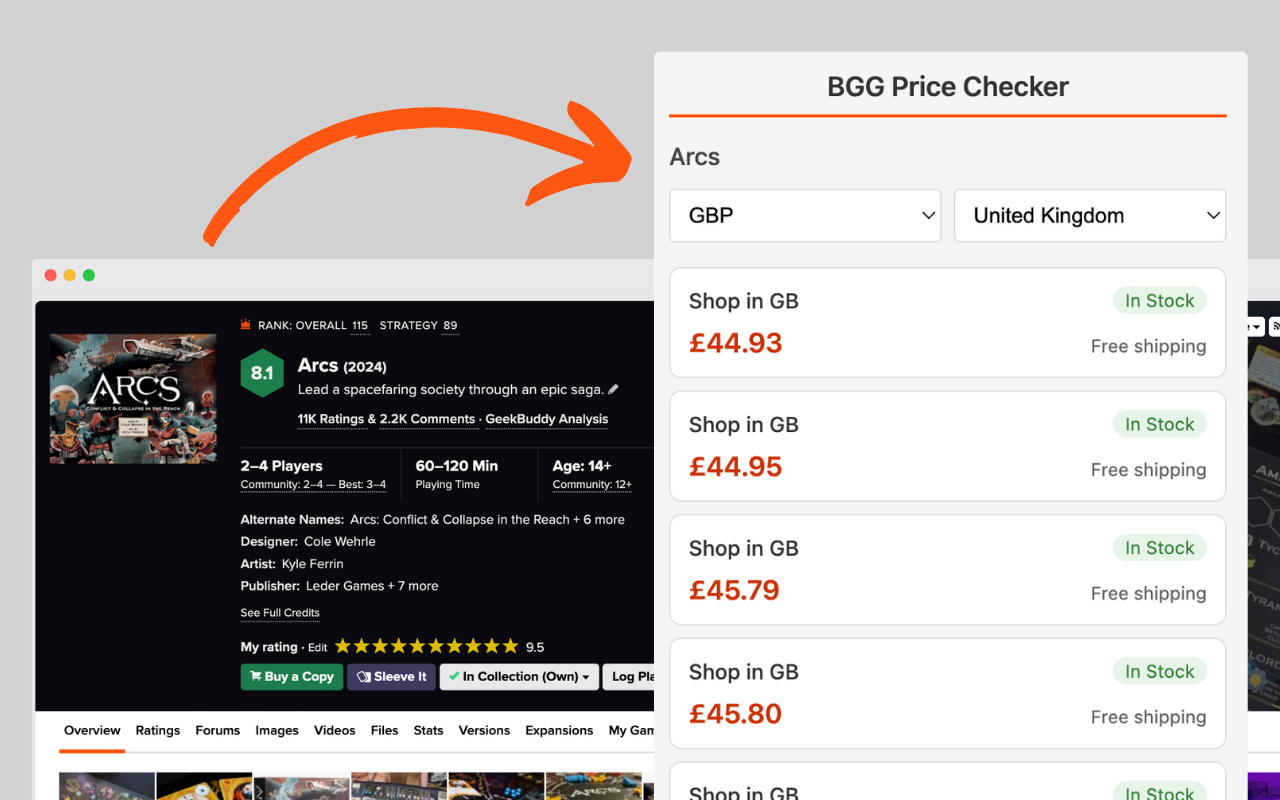 BGG Price Checker
Arcs
GBP
United Kingdom
Shop in GB
In Stock
£44.93
Free shipping
Shop in GB
In Stock
£44.95
Free shipping
Shop in GB
In Stock
£45.79
Free shipping
Shop in GB
In Stock
£45.80
Free shipping
Shop in GB
In Stock
RANK: OVERALL 115 STRATEGY 89
8.1
Arcs (2024)
Lead a spacefaring society through an epic saga.
11K Ratings & 2.2K Comments · GeekBuddy Analysis
2–4 Players
Community: 2–4 — Best: 3–4
60–120 Min
Playing Time
Age: 14+
Community: 12+
Alternate Names: Arcs: Conflict & Collapse in the Reach + 6 more
Designer: Cole Wehrle
Artist: Kyle Ferrin
Publisher: Leder Games + 7 more
See Full Credits
My rating · Edit 9.5
Buy a Copy
Sleeve It
In Collection (Own)
Log Pla
Overview Ratings Forums Images Videos Files Stats Versions Expansions My Gam
ARCS
CONFLICT & COLLAPSE IN THE REACH
ARCS